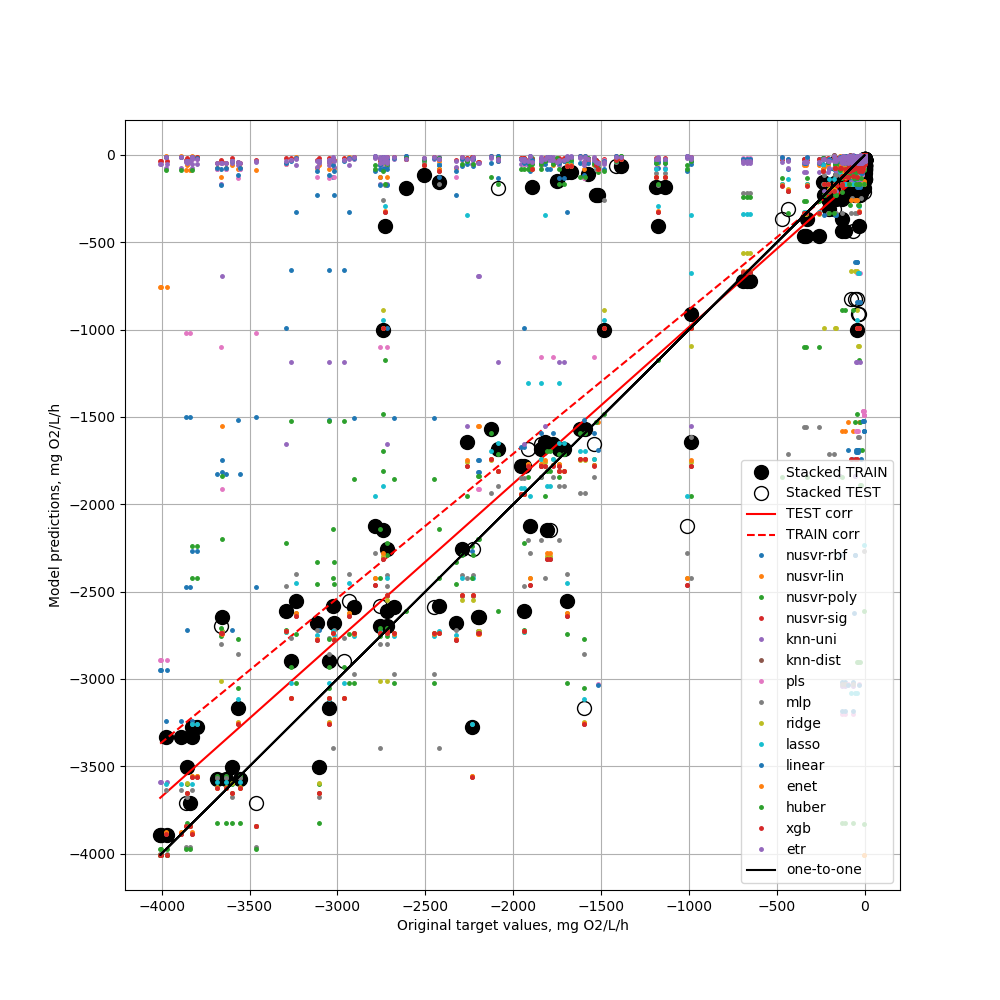 0
−500
−1000
−1500
−2000
−2500
−3000
−3500
−4000
Model predictions, mg O2/L/h
Stacked TRAIN
Stacked TEST
TEST corr
TRAIN corr
nusvr-rbf
nusvr-lin
nusvr-poly
nusvr-sig
knn-uni
knn-dist
pls
mlp
ridge
lasso
linear
enet
huber
xgb
etr
one-to-one
−4000 −3500 −3000 −2500 −2000 −1500 −1000 −500 0
Original target values, mg O2/L/h